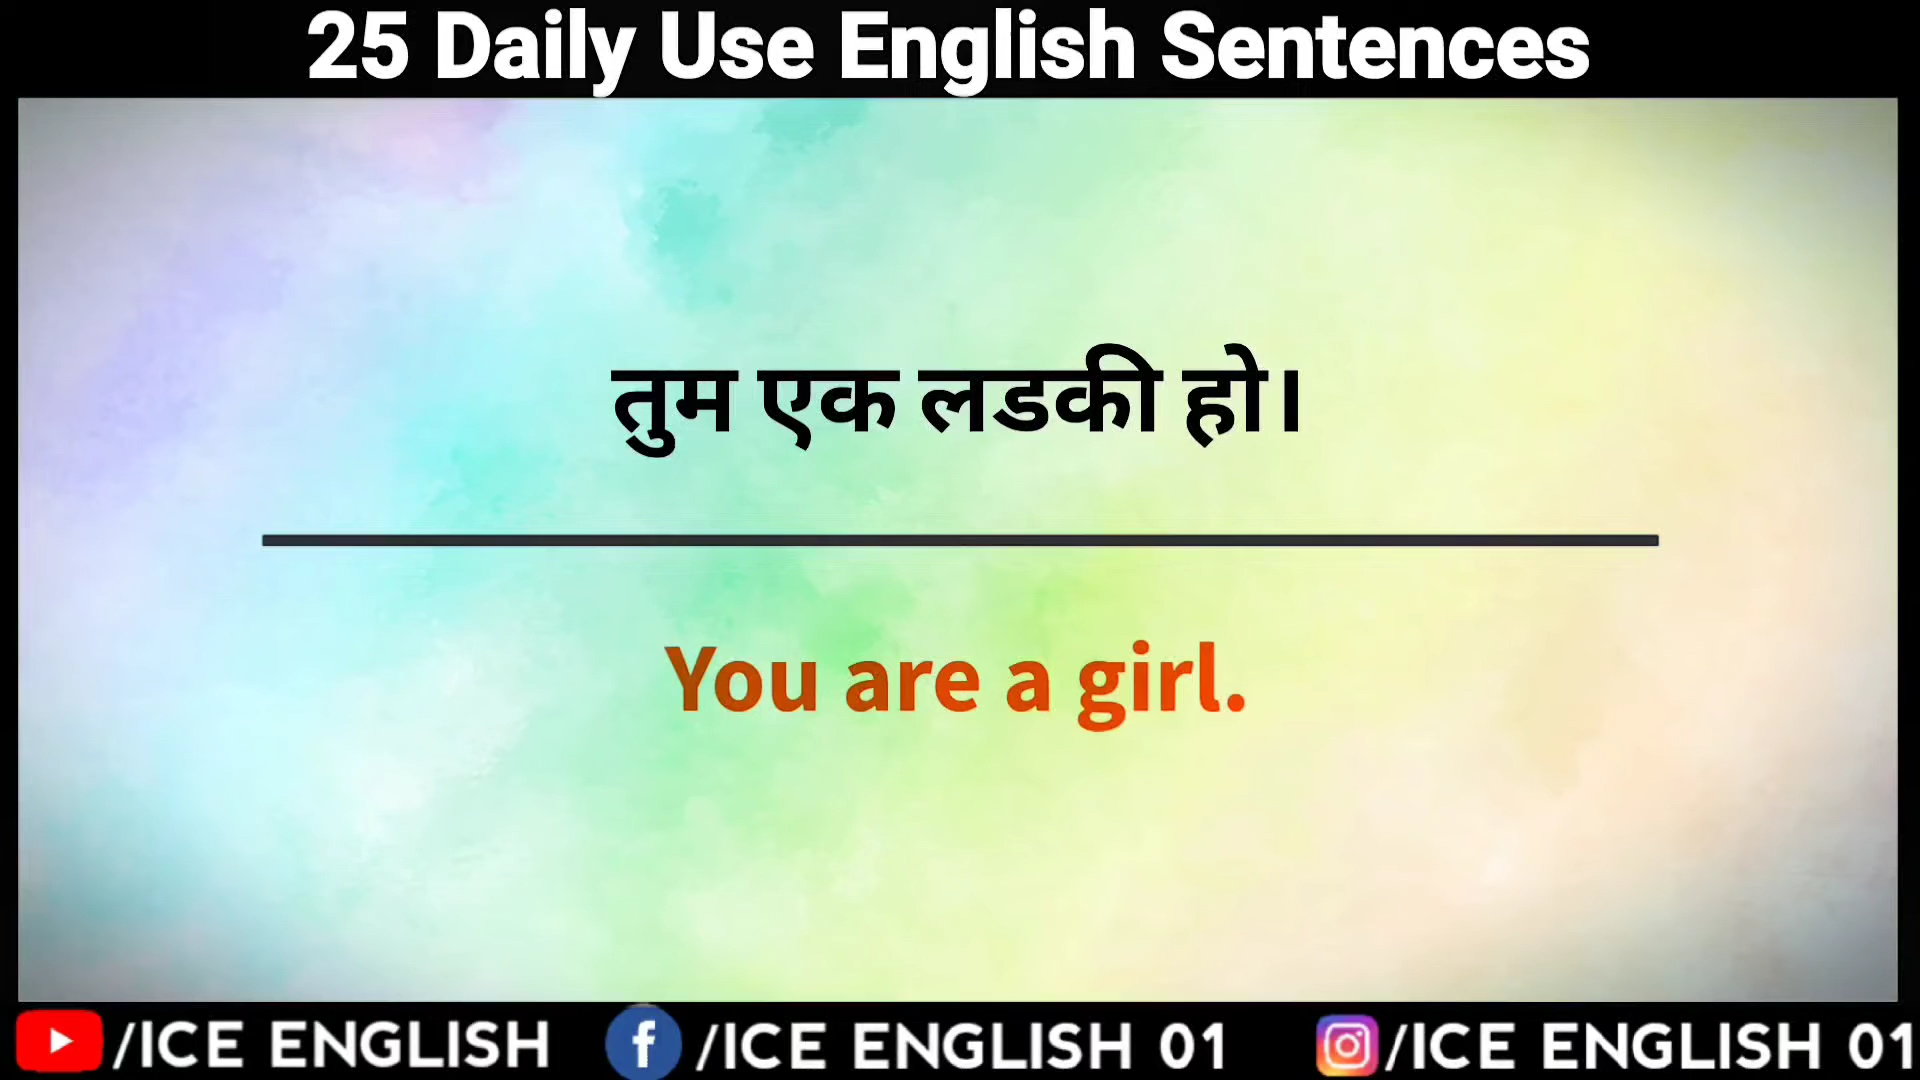 25 Daily Use English Sentences
तुम एक लडकी हो।
You are a girl.
/ICE ENGLISH /ICE ENGLISH 01 /ICE ENGLISH 01